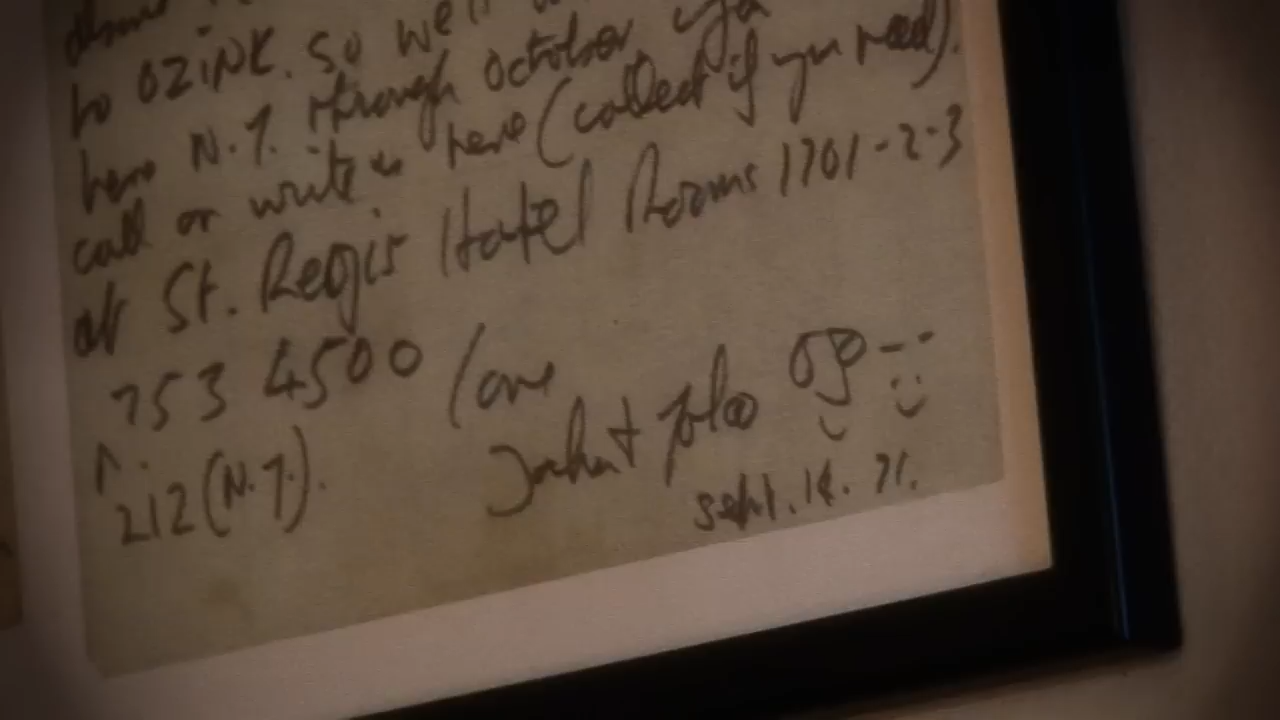 to OZiNK. So we'll
here N.Y. through October
call or write us here (collect if you need).
at St. Regis Hotel Rooms 1701-2-3
753 4500 love
212 (N.Y.). John + Yoko
sept. 14. 71.